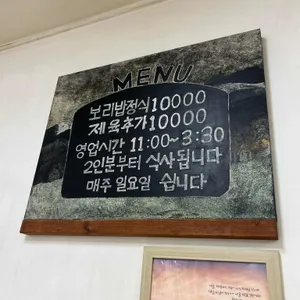 MENU
보리밥정식10000
제육추가10000
영업시간 11:00~3:30
2인분부터 식사됩니다
매주 일요일 쉽니다